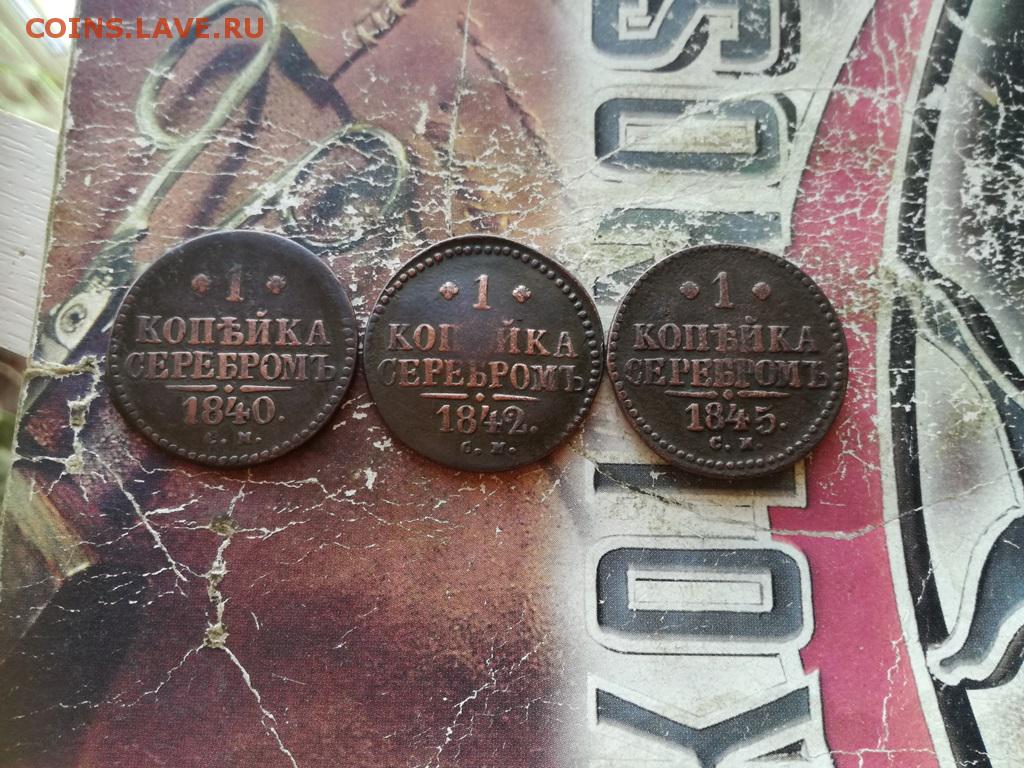 COINS.LAVE.RU
1
КОПѢЙКА
СЕРЕБРОМЪ
1840.
С. М.
1
КОПѢЙКА
СЕРЕБРОМЪ
1842.
С. М.
1
КОПѢЙКА
СЕРЕБРОМЪ
1845.
С. М.